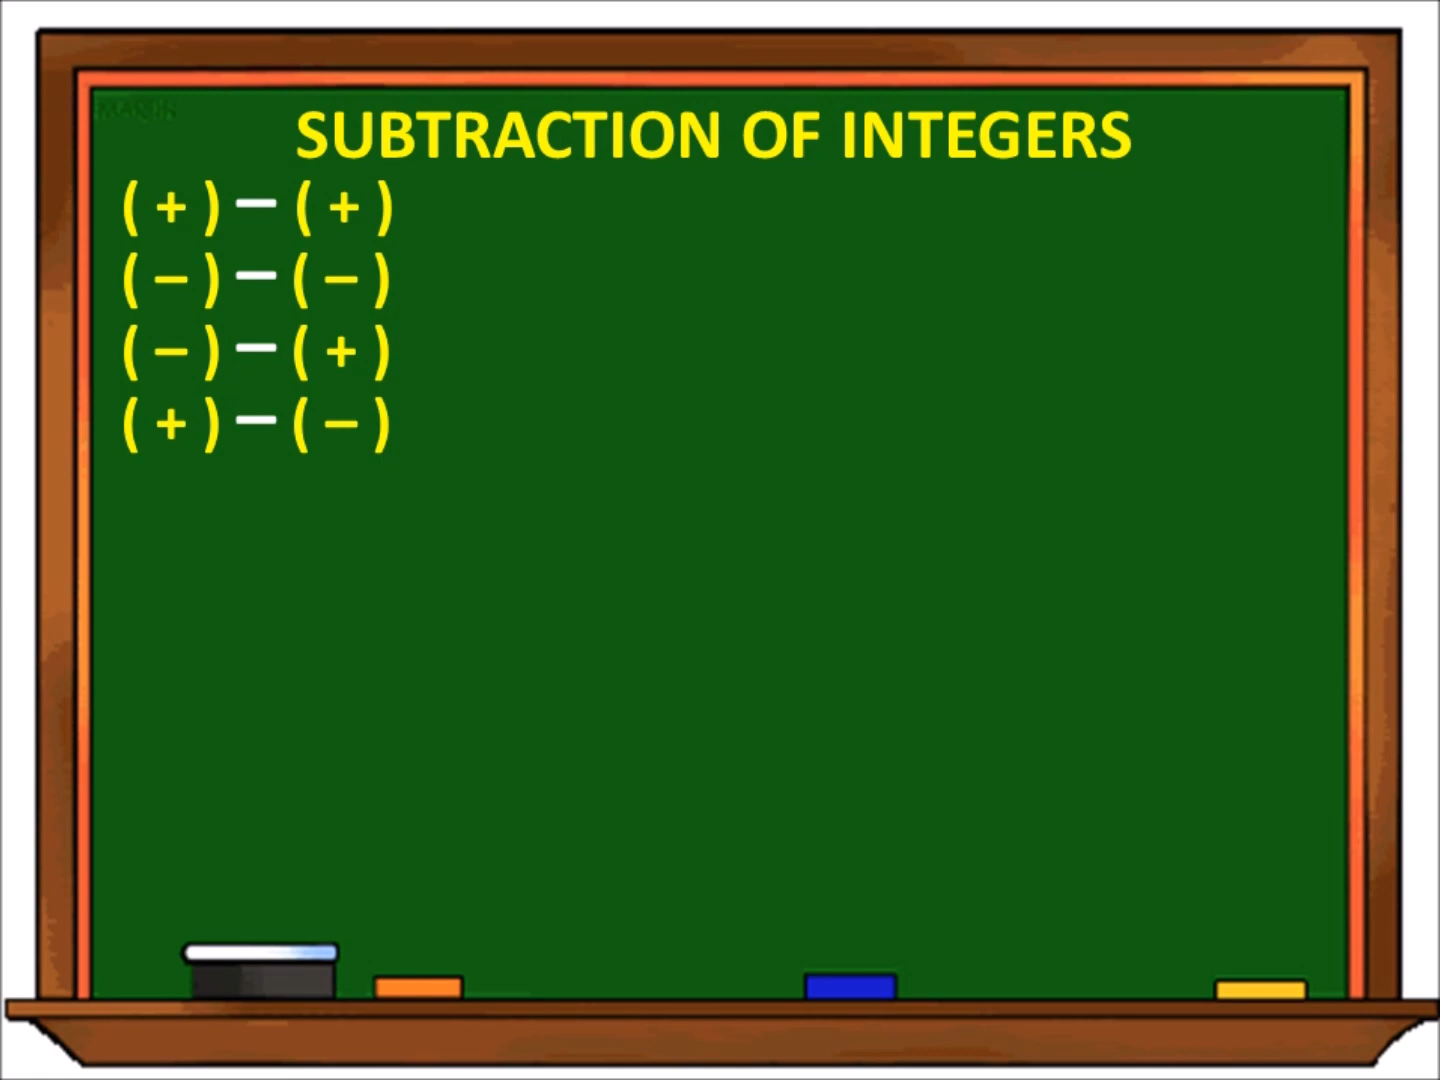 SUBTRACTION OF INTEGERS
( + ) – ( + )
( – ) – ( – )
( – ) – ( + )
( + ) – ( – )